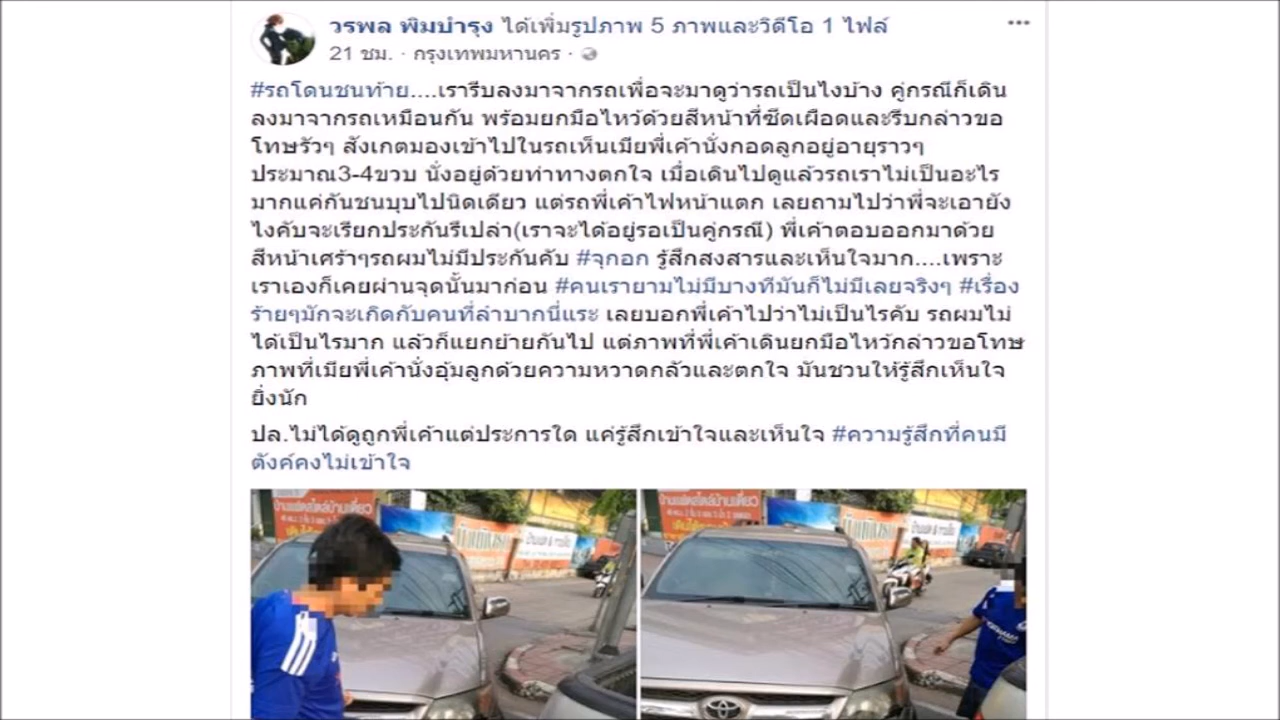 วรพล พิมบำรุง ได้เพิ่มรูปภาพ 5 ภาพและวิดีโอ 1 ไฟล์
21 ชม. · กรุงเทพมหานคร ·
#รถโดนชนท้าย....เรารีบลงมาจากรถเพื่อจะมาดูว่ารถเป็นไงบ้าง คู่กรณีก็เดิน
ลงมาจากรถเหมือนกัน พร้อมยกมือไหว้ด้วยสีหน้าที่ซีดเผือดและรีบกล่าวขอ
โทษรัวๆ สังเกตมองเข้าไปในรถเห็นเมียพี่เค้านั่งกอดลูกอยู่อายุราวๆ
ประมาณ3-4ขวบ นั่งอยู่ด้วยท่าทางตกใจ เมื่อเดินไปดูแล้วรถเราไม่เป็นอะไร
มากแค่กันชนบุบไปนิดเดียว แต่รถพี่เค้าไฟหน้าแตก เลยถามไปว่าพี่จะเอายัง
ไงคับจะเรียกประกันรึเปล่า(เราจะได้อยู่รอเป็นคู่กรณี) พี่เค้าตอบออกมาด้วย
สีหน้าเศร้าๆรถผมไม่มีประกันคับ #จุกอก รู้สึกสงสารและเห็นใจมาก....เพราะ
เราเองก็เคยผ่านจุดนั้นมาก่อน #คนเรายามไม่มีบางทีมันก็ไม่มีเลยจริงๆ #เรื่อง
ร้ายๆมักจะเกิดกับคนที่ลำบากนี่แระ เลยบอกพี่เค้าไปว่าไม่เป็นไรคับ รถผมไม่
ได้เป็นไรมาก แล้วก็แยกย้ายกันไป แต่ภาพที่พี่เค้าเดินยกมือไหว้กล่าวขอโทษ
ภาพที่เมียพี่เค้านั่งอุ้มลูกด้วยความหวาดกลัวและตกใจ มันชวนให้รู้สึกเห็นใจ
ยิ่งนัก
ปล.ไม่ได้ดูถูกพี่เค้าแต่ประการใด แค่รู้สึกเข้าใจและเห็นใจ #ความรู้สึกที่คนมี
ตังค์คงไม่เข้าใจ